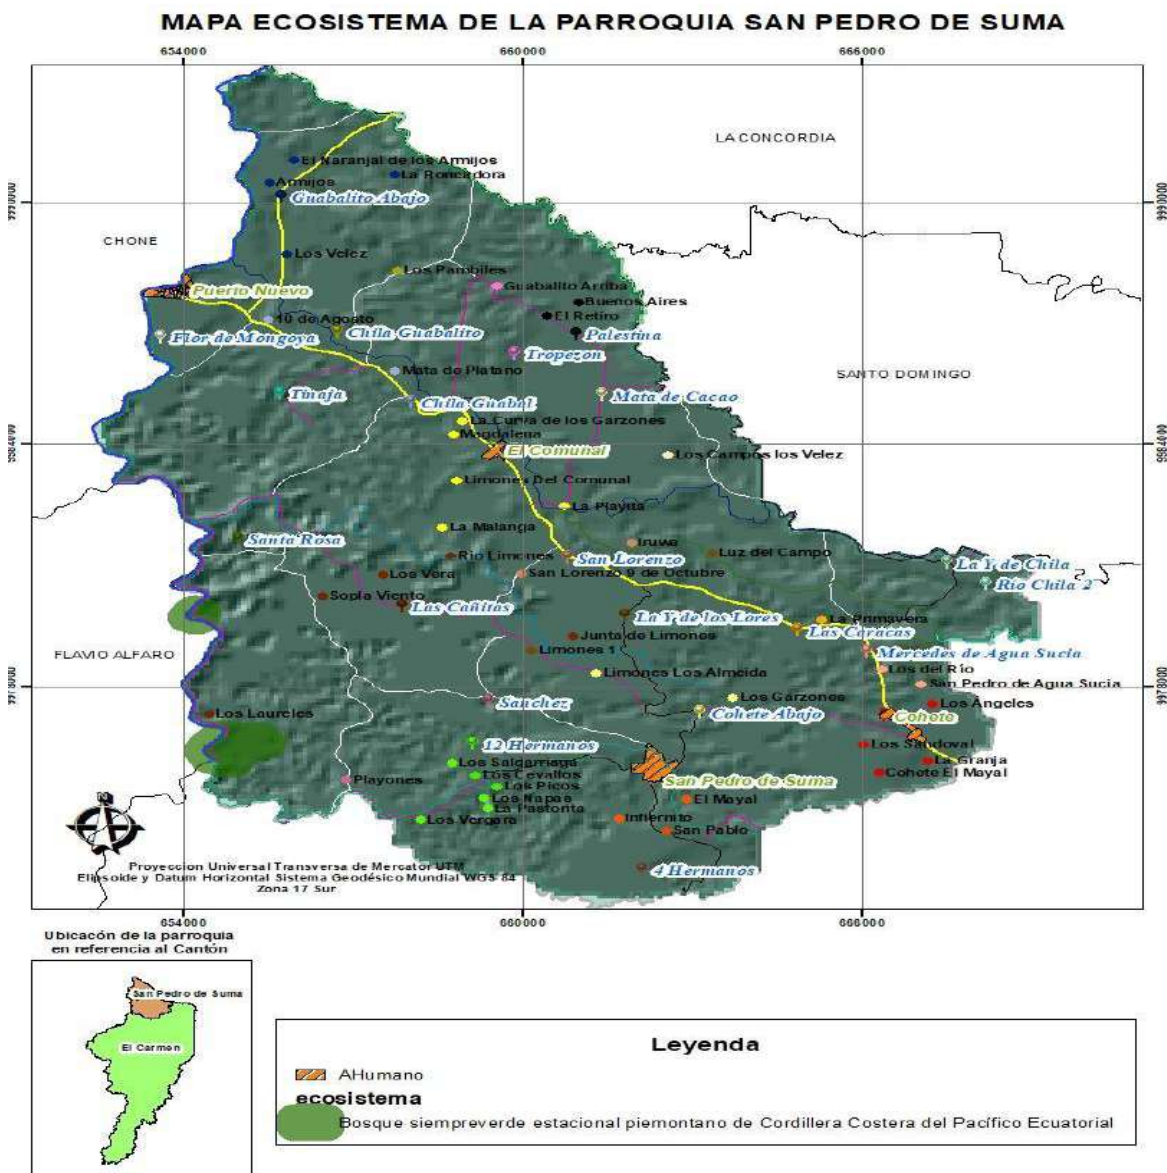 MAPA ECOSISTEMA DE LA PARROQUIA SAN PEDRO DE SUMA
654000 660000 666000
LA CONCORDIA
El Naranjal de los Armijos
La Roncadora
Armijos
Guabalito Abajo
9990000 9990000
CHONE
Los Velez
Los Pambiles
Guabalito Arriba
Puerto Nuevo
Buenos Aires
El Retiro
10 de Agosto
Chila Guabalito
Palestina
Flor de Mongoya
Tropezon
Mata de Platano
SANTO DOMINGO
Tinaja
Mata de Cacao
Chila Guabal
La Curva de los Garzones
Magdalena
9984000 9984000
El Comunal
Los Campos los Velez
Limones Del Comunal
La Playita
La Malanga
Santa Rosa
Iruwa
Rio Limones
San Lorenzo
Luz del Campo
La Y de Chila
Los Vera
San Lorenzo 9 de Octubre
Rio Chila 2
Sopla Viento
Las Cañitas
La Y de los Lores
La Primavera
Las Caracas
Junta de Limones
FLAVIO ALFARO
Limones 1
Mercedes de Agua Sucia
Los del Río
Limones Los Almeida
San Pedro de Agua Sucia
9978000 9978000
Sanchez
Los Garzones
Los Angeles
Los Laureles
Cohete Abajo
Cohete
12 Hermanos
Los Sandoval
Los Saldarriaga
La Granja
Los Cevallos
Cohete El Mayal
Playones
San Pedro de Suma
Los Picos
Los Napas
El Mayal
La Pastorita
Los Vergara
Infiernito
San Pablo
N
4 Hermanos
Proyeccion Universal Transversa de Mercator UTM
Elipsoide y Datum Horizontal Sistema Geodésico Mundial WGS 84
Zona 17 Sur
654000 660000 666000
Ubicacón de la parroquia
en referencia al Cantón
San Pedro de Suma
El Carmen
Leyenda
AHumano
ecosistema
Bosque siempreverde estacional piemontano de Cordillera Costera del Pacífico Ecuatorial